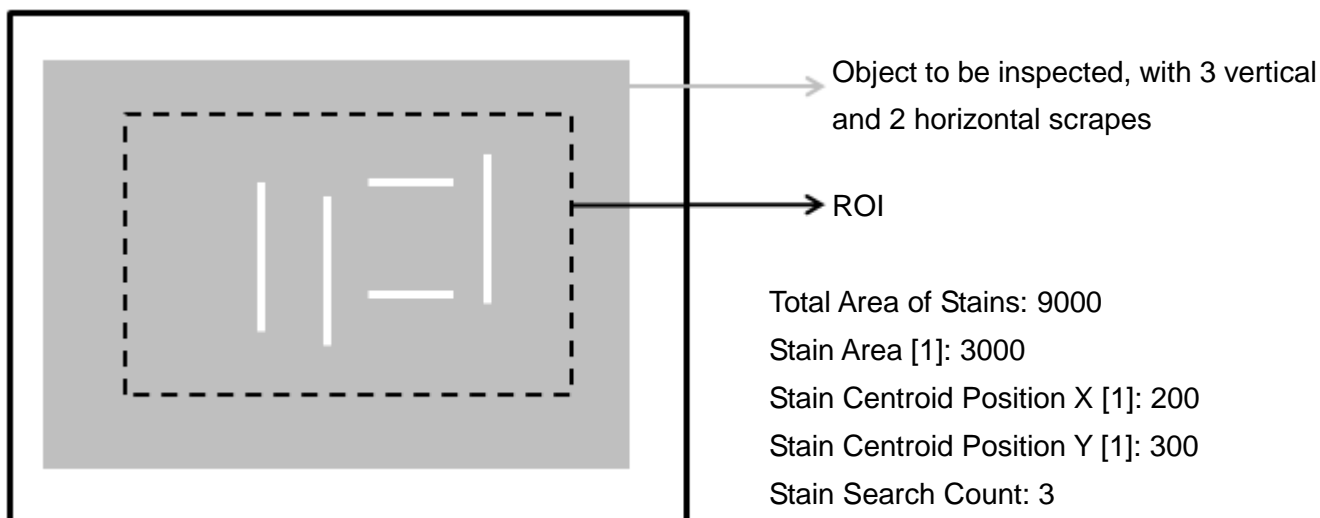 Object to be inspected, with 3 vertical
and 2 horizontal scrapes
ROI
Total Area of Stains: 9000
Stain Area [1]: 3000
Stain Centroid Position X [1]: 200
Stain Centroid Position Y [1]: 300
Stain Search Count: 3